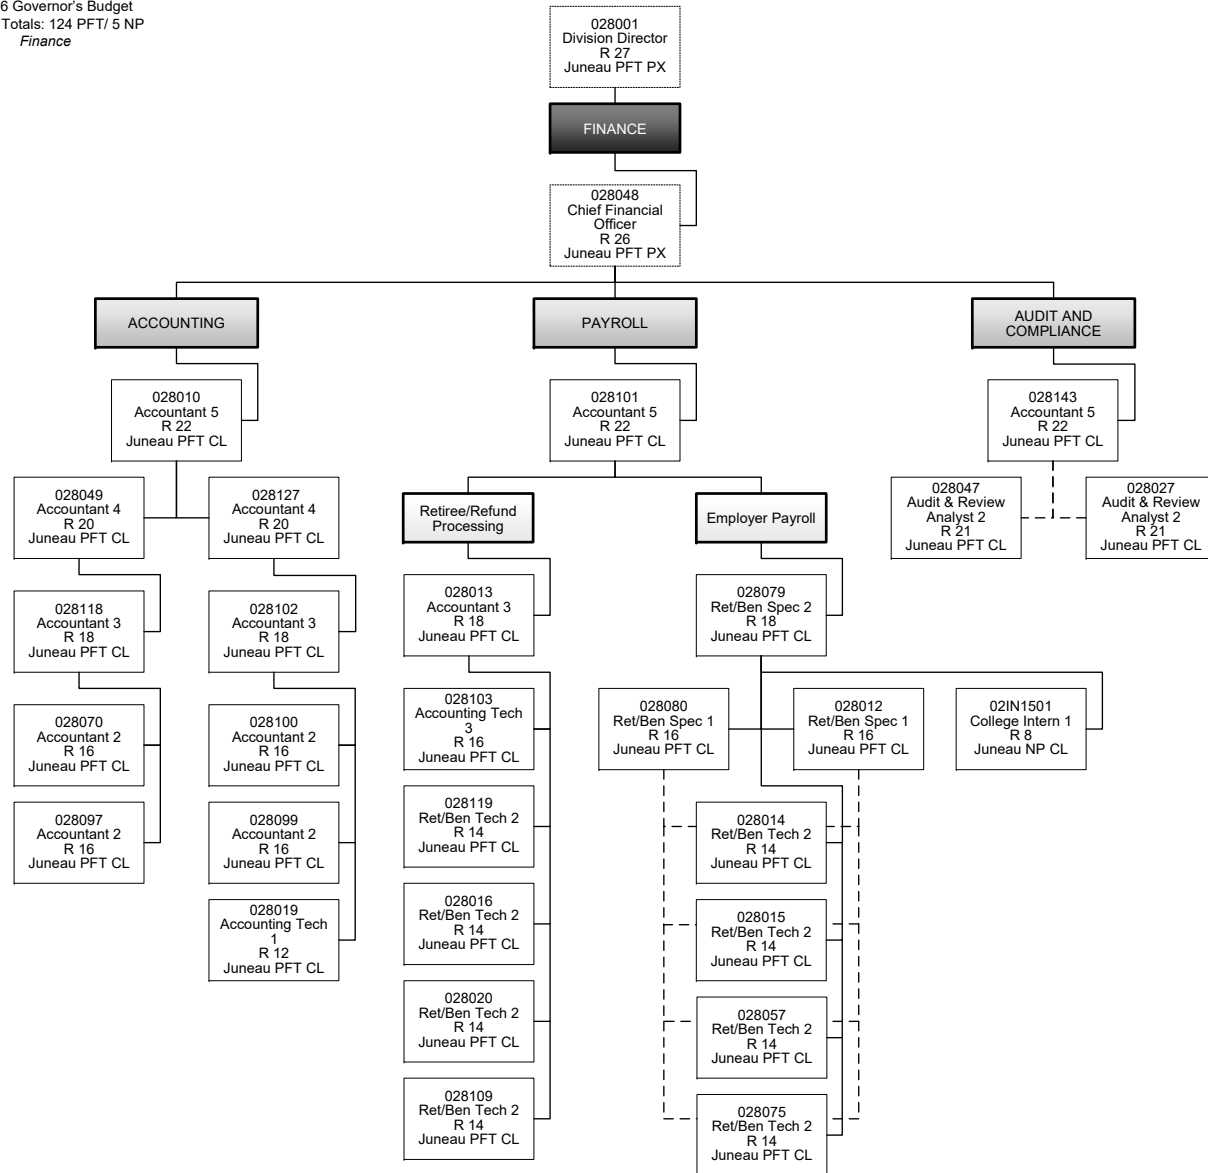 6 Governor's Budget
Totals: 124 PFT/ 5 NP
Finance
028001
Division Director
R 27
Juneau PFT PX
FINANCE
028048
Chief Financial
Officer
R 26
Juneau PFT PX
ACCOUNTING
PAYROLL
AUDIT AND
COMPLIANCE
028010
Accountant 5
R 22
Juneau PFT CL
028101
Accountant 5
R 22
Juneau PFT CL
028143
Accountant 5
R 22
Juneau PFT CL
028049
Accountant 4
R 20
Juneau PFT CL
028127
Accountant 4
R 20
Juneau PFT CL
Retiree/Refund
Processing
Employer Payroll
028047
Audit & Review
Analyst 2
R 21
Juneau PFT CL
028027
Audit & Review
Analyst 2
R 21
Juneau PFT CL
028118
Accountant 3
R 18
Juneau PFT CL
028102
Accountant 3
R 18
Juneau PFT CL
028013
Accountant 3
R 18
Juneau PFT CL
028079
Ret/Ben Spec 2
R 18
Juneau PFT CL
028070
Accountant 2
R 16
Juneau PFT CL
028100
Accountant 2
R 16
Juneau PFT CL
028103
Accounting Tech
3
R 16
Juneau PFT CL
028080
Ret/Ben Spec 1
R 16
Juneau PFT CL
028012
Ret/Ben Spec 1
R 16
Juneau PFT CL
02IN1501
College Intern 1
R 8
Juneau NP CL
028097
Accountant 2
R 16
Juneau PFT CL
028099
Accountant 2
R 16
Juneau PFT CL
028119
Ret/Ben Tech 2
R 14
Juneau PFT CL
028014
Ret/Ben Tech 2
R 14
Juneau PFT CL
028019
Accounting Tech
1
R 12
Juneau PFT CL
028016
Ret/Ben Tech 2
R 14
Juneau PFT CL
028015
Ret/Ben Tech 2
R 14
Juneau PFT CL
028020
Ret/Ben Tech 2
R 14
Juneau PFT CL
028057
Ret/Ben Tech 2
R 14
Juneau PFT CL
028109
Ret/Ben Tech 2
R 14
Juneau PFT CL
028075
Ret/Ben Tech 2
R 14
Juneau PFT CL